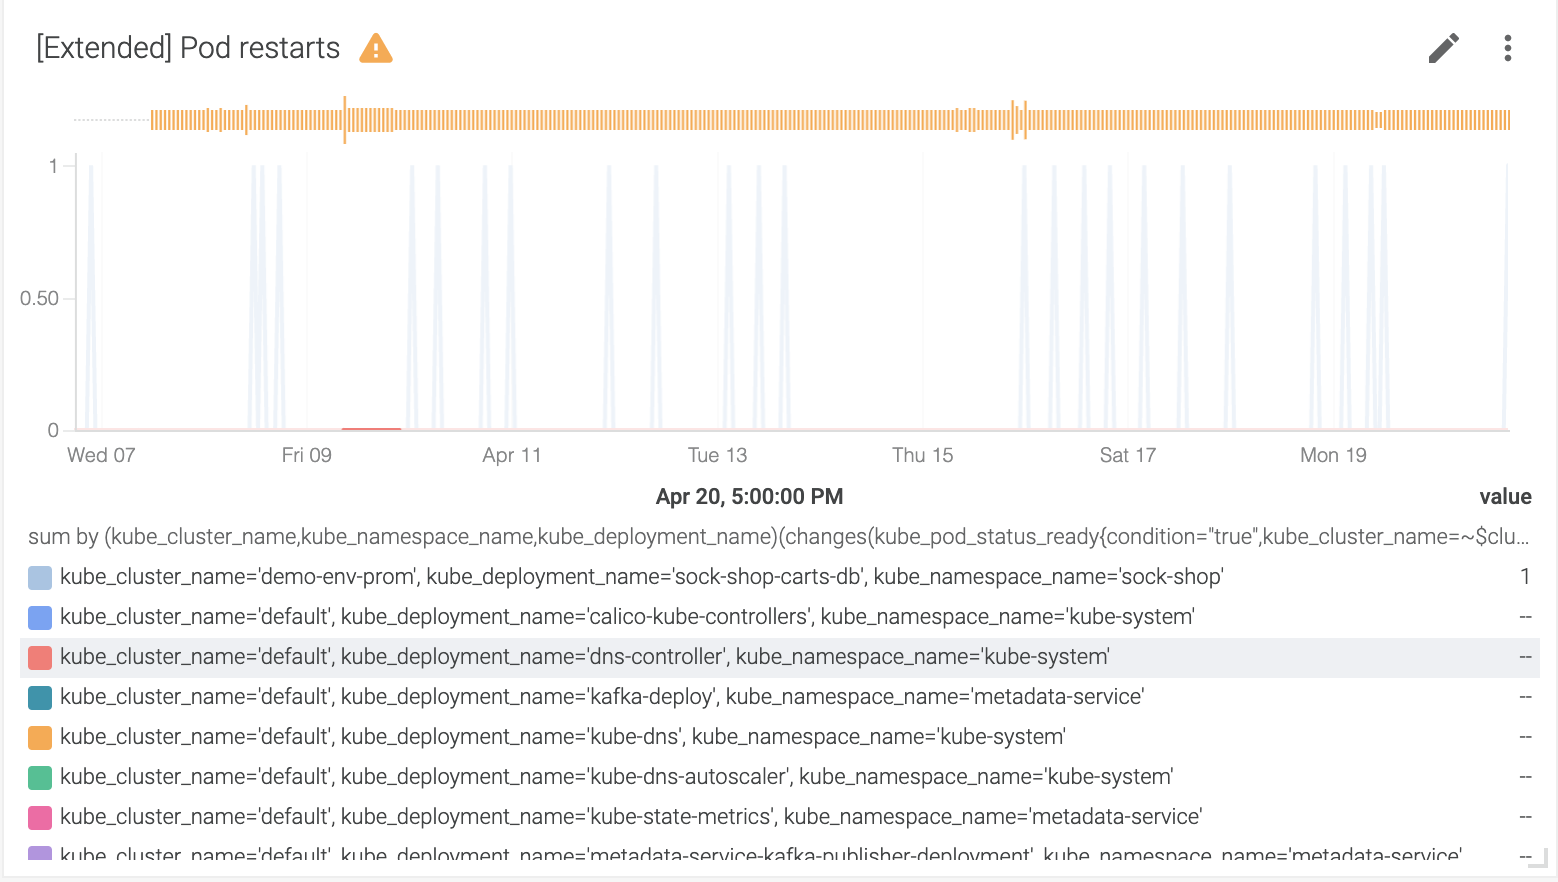 [Extended] Pod restarts
1
0.50
0
Wed 07 Fri 09 Apr 11 Tue 13 Thu 15 Sat 17 Mon 19
Apr 20, 5:00:00 PM value
sum by (kube_cluster_name,kube_namespace_name,kube_deployment_name)(changes(kube_pod_status_ready{condition="true",kube_cluster_name=~$clu...
kube_cluster_name='demo-env-prom', kube_deployment_name='sock-shop-carts-db', kube_namespace_name='sock-shop' 1
kube_cluster_name='default', kube_deployment_name='calico-kube-controllers', kube_namespace_name='kube-system' --
kube_cluster_name='default', kube_deployment_name='dns-controller', kube_namespace_name='kube-system' --
kube_cluster_name='default', kube_deployment_name='kafka-deploy', kube_namespace_name='metadata-service' --
kube_cluster_name='default', kube_deployment_name='kube-dns', kube_namespace_name='kube-system' --
kube_cluster_name='default', kube_deployment_name='kube-dns-autoscaler', kube_namespace_name='kube-system' --
kube_cluster_name='default', kube_deployment_name='kube-state-metrics', kube_namespace_name='metadata-service' --
kube_cluster_name='default', kube_deployment_name='metadata-service-kafka-publisher-deployment', kube_namespace_name='metadata-service' --